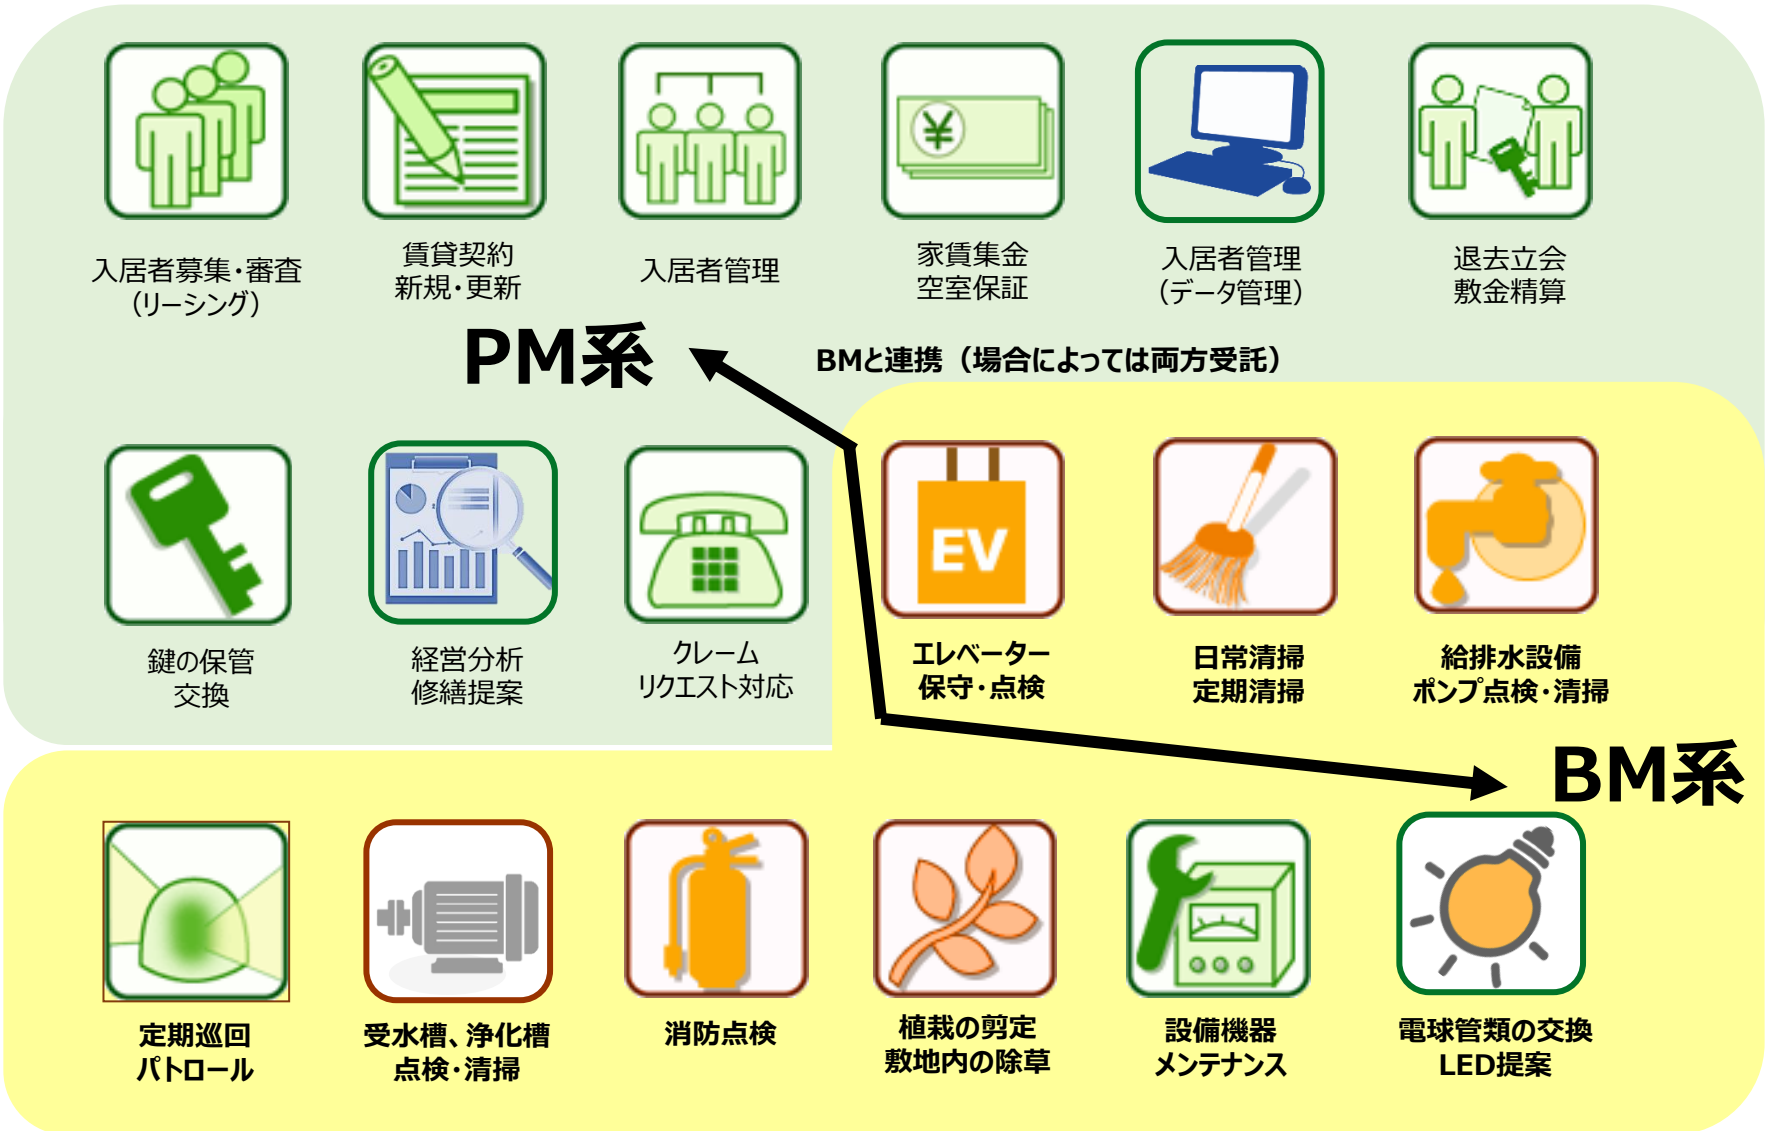 ¥
入居者募集・審査
(リーシング)
賃貸契約
新規・更新
入居者管理
家賃集金
空室保証
入居者管理
(データ管理)
退去立会
敷金精算
PM系
BMと連携（場合によっては両方受託）
EV
鍵の保管
交換
経営分析
修繕提案
クレーム
リクエスト対応
エレベーター
保守・点検
日常清掃
定期清掃
給排水設備
ポンプ点検・清掃
BM系
定期巡回
パトロール
受水槽、浄化槽
点検・清掃
消防点検
植栽の剪定
敷地内の除草
設備機器
メンテナンス
電球管類の交換
LED提案